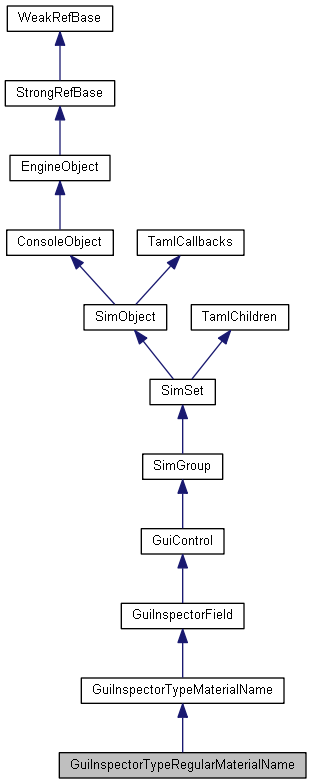 WeakRefBase
StrongRefBase
EngineObject
ConsoleObject
TamlCallbacks
SimObject
TamlChildren
SimSet
SimGroup
GuiControl
GuiInspectorField
GuiInspectorTypeMaterialName
GuiInspectorTypeRegularMaterialName